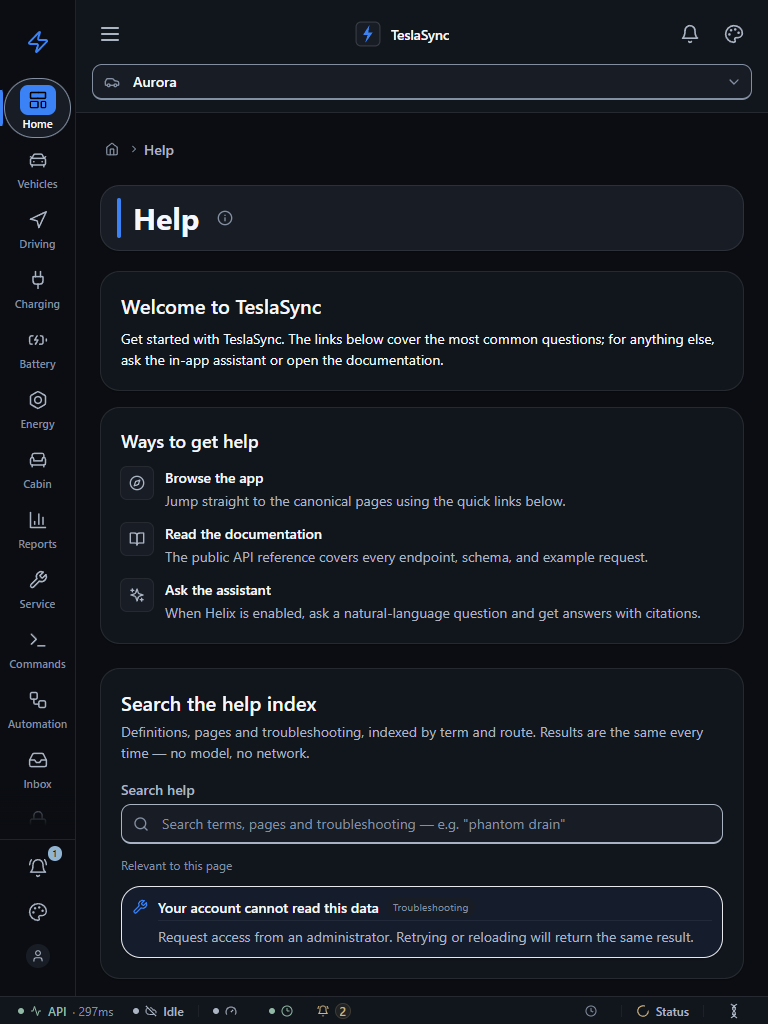 TeslaSync
Aurora
Home
Vehicles
Driving
Charging
Battery
Energy
Cabin
Reports
Service
Commands
Automation
Inbox
1
Help
Help
Welcome to TeslaSync
Get started with TeslaSync. The links below cover the most common questions; for anything else,
ask the in-app assistant or open the documentation.
Ways to get help
Browse the app
Jump straight to the canonical pages using the quick links below.
Read the documentation
The public API reference covers every endpoint, schema, and example request.
Ask the assistant
When Helix is enabled, ask a natural-language question and get answers with citations.
Search the help index
Definitions, pages and troubleshooting, indexed by term and route. Results are the same every
time — no model, no network.
Search help
Search terms, pages and troubleshooting — e.g. "phantom drain"
Relevant to this page
Your account cannot read this data Troubleshooting
Request access from an administrator. Retrying or reloading will return the same result.
API · 297ms Idle 2 Status